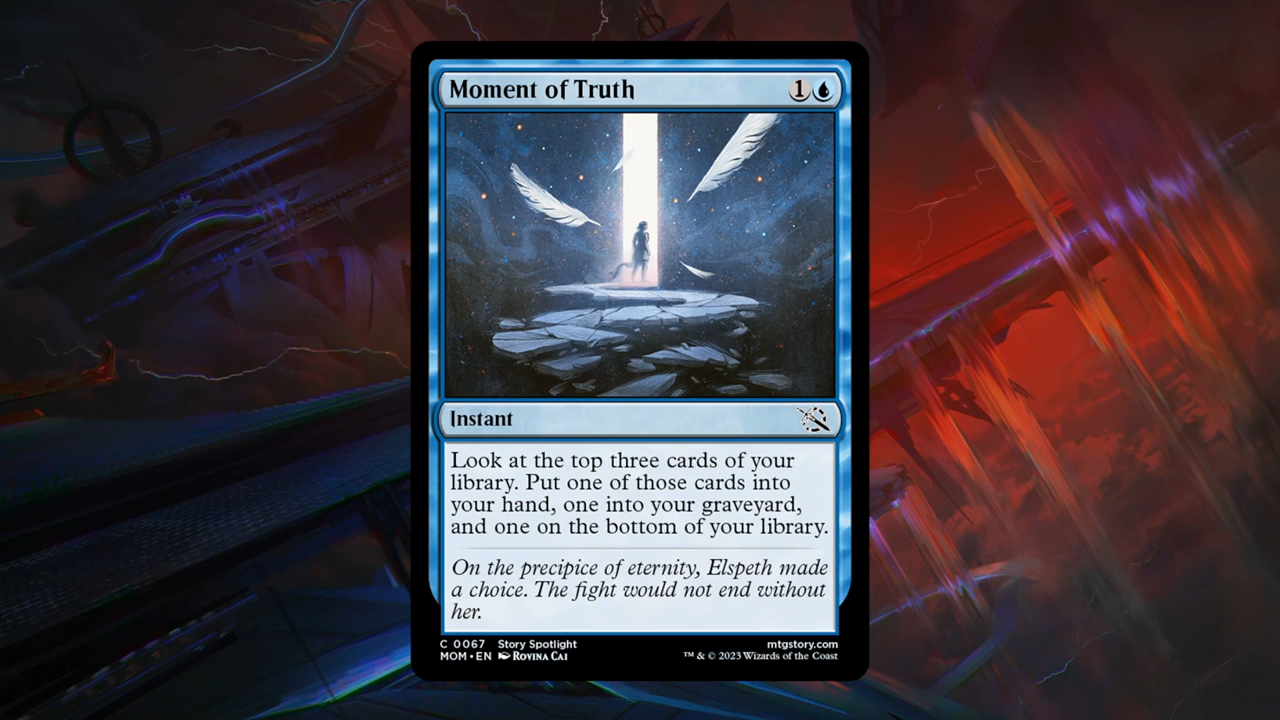 Moment of Truth 1
Instant
Look at the top three cards of your
library. Put one of those cards into
your hand, one into your graveyard,
and one on the bottom of your library.
On the precipice of eternity, Elspeth made
a choice. The fight would not end without
her.
C 0067 Story Spotlight mtgstory.com
MOM • EN Rovina Cai ™ & © 2023 Wizards of the Coast